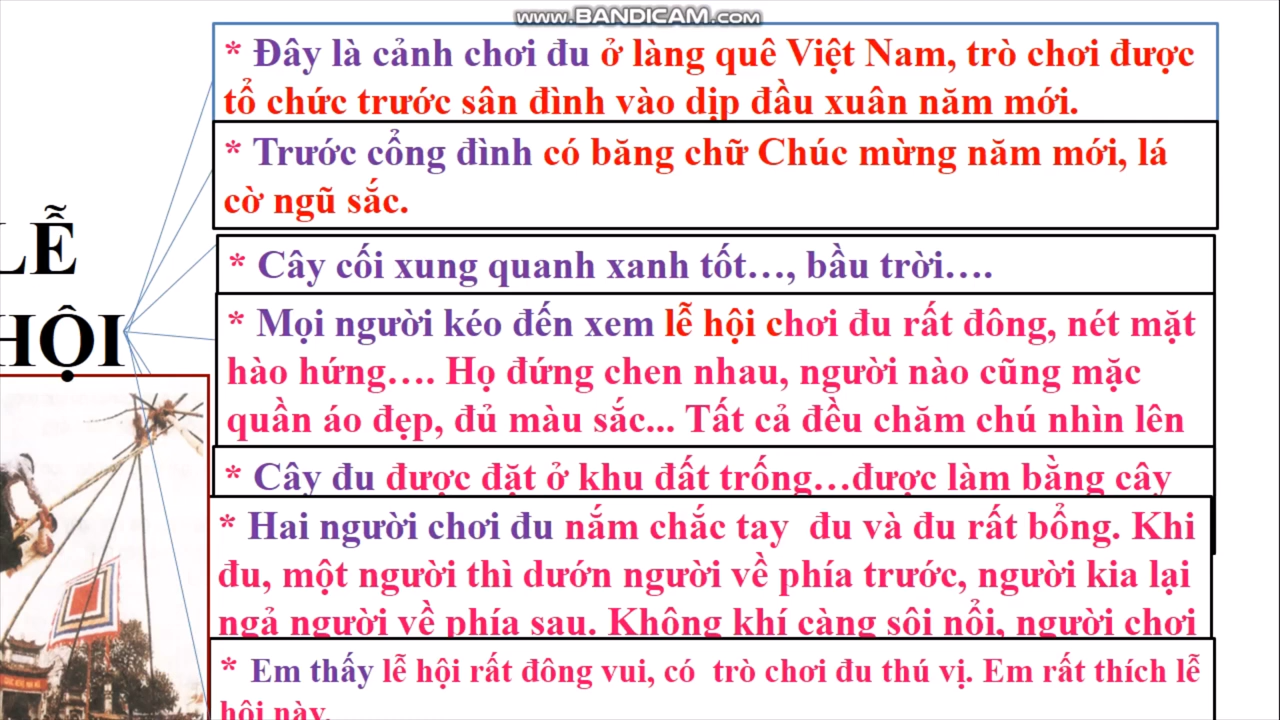 www.BANDICAM.com
* Đây là cảnh chơi đu ở làng quê Việt Nam, trò chơi được
tổ chức trước sân đình vào dịp đầu xuân năm mới.
* Trước cổng đình có băng chữ Chúc mừng năm mới, lá
cờ ngũ sắc.
LỄ
HỘI
* Cây cối xung quanh xanh tốt…, bầu trời….
* Mọi người kéo đến xem lễ hội chơi đu rất đông, nét mặt
hào hứng…. Họ đứng chen nhau, người nào cũng mặc
quần áo đẹp, đủ màu sắc... Tất cả đều chăm chú nhìn lên
* Cây đu được đặt ở khu đất trống…được làm bằng cây
* Hai người chơi đu nắm chắc tay đu và đu rất bổng. Khi
đu, một người thì dướn người về phía trước, người kia lại
ngả người về phía sau. Không khí càng sôi nổi, người chơi
* Em thấy lễ hội rất đông vui, có trò chơi đu thú vị. Em rất thích lễ
hội này.